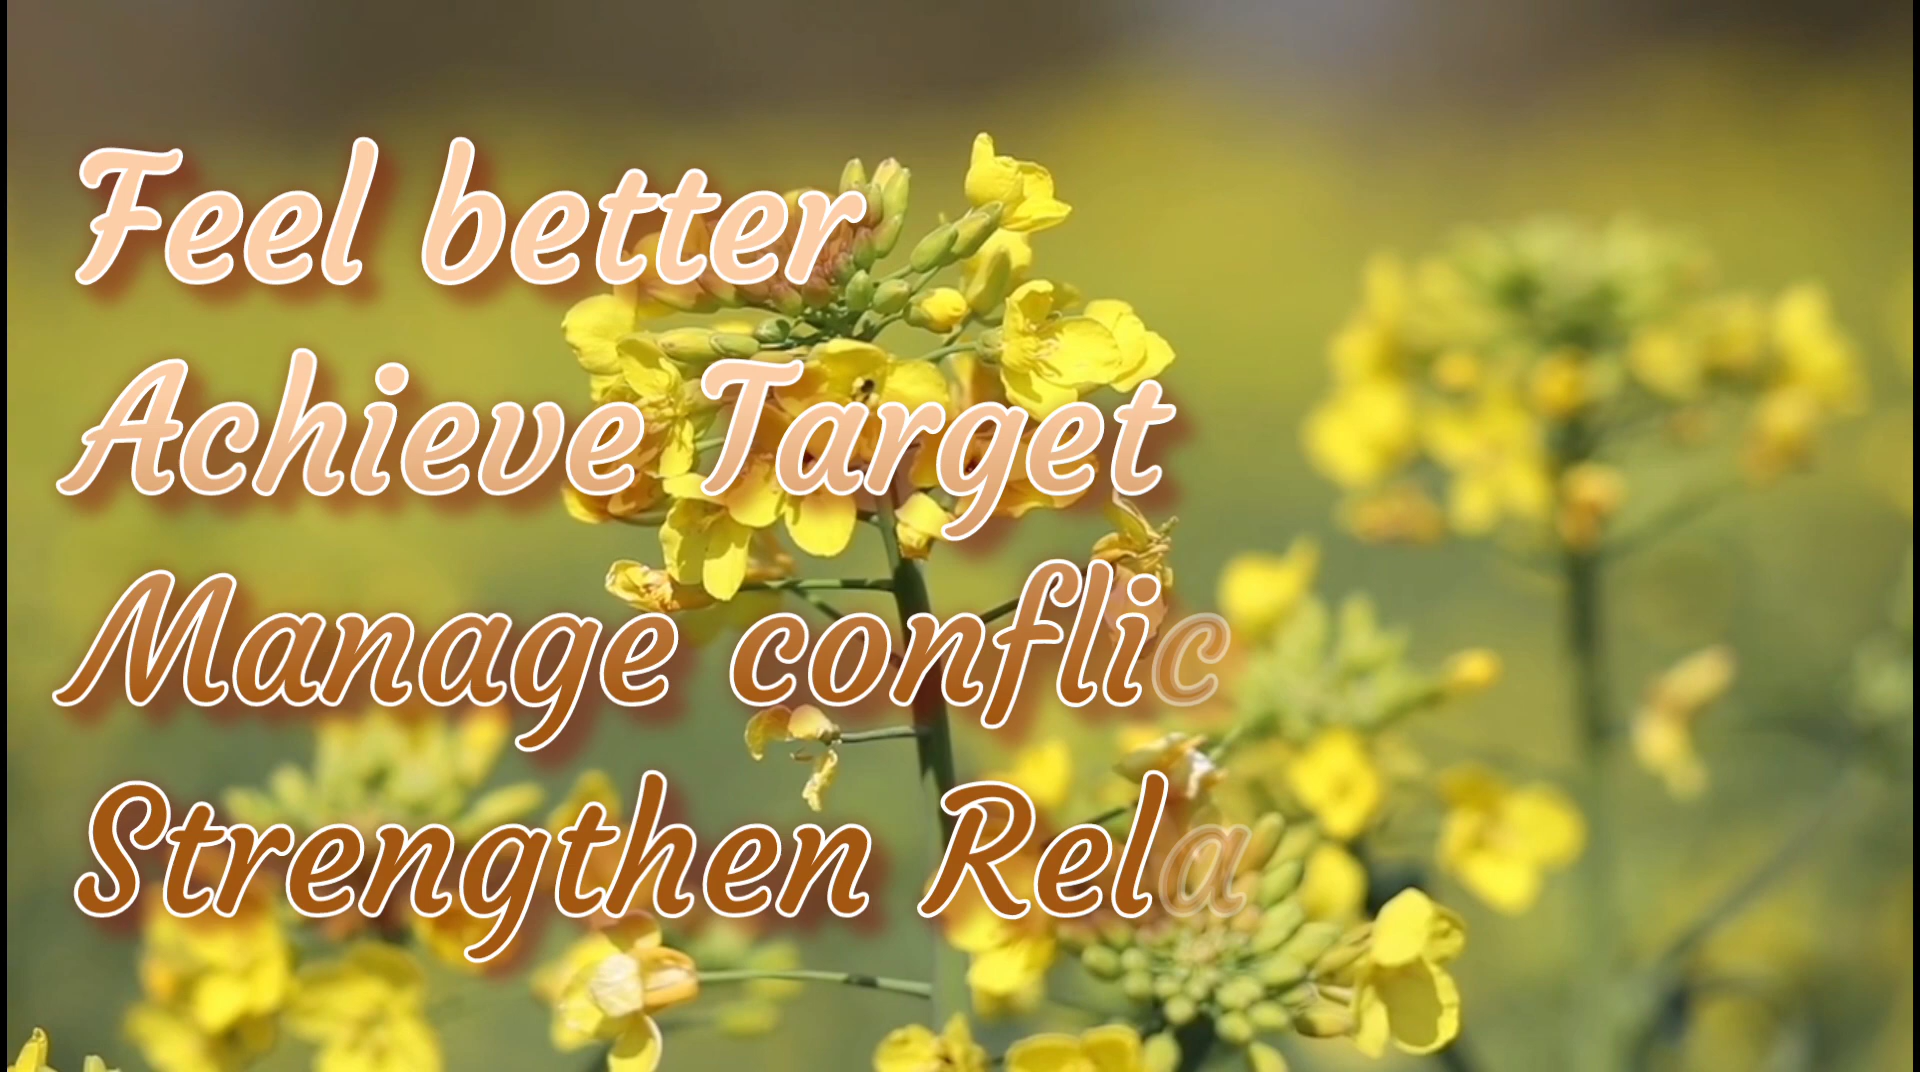 Feel better
Achieve Target
Manage conflic
Strengthen Rela